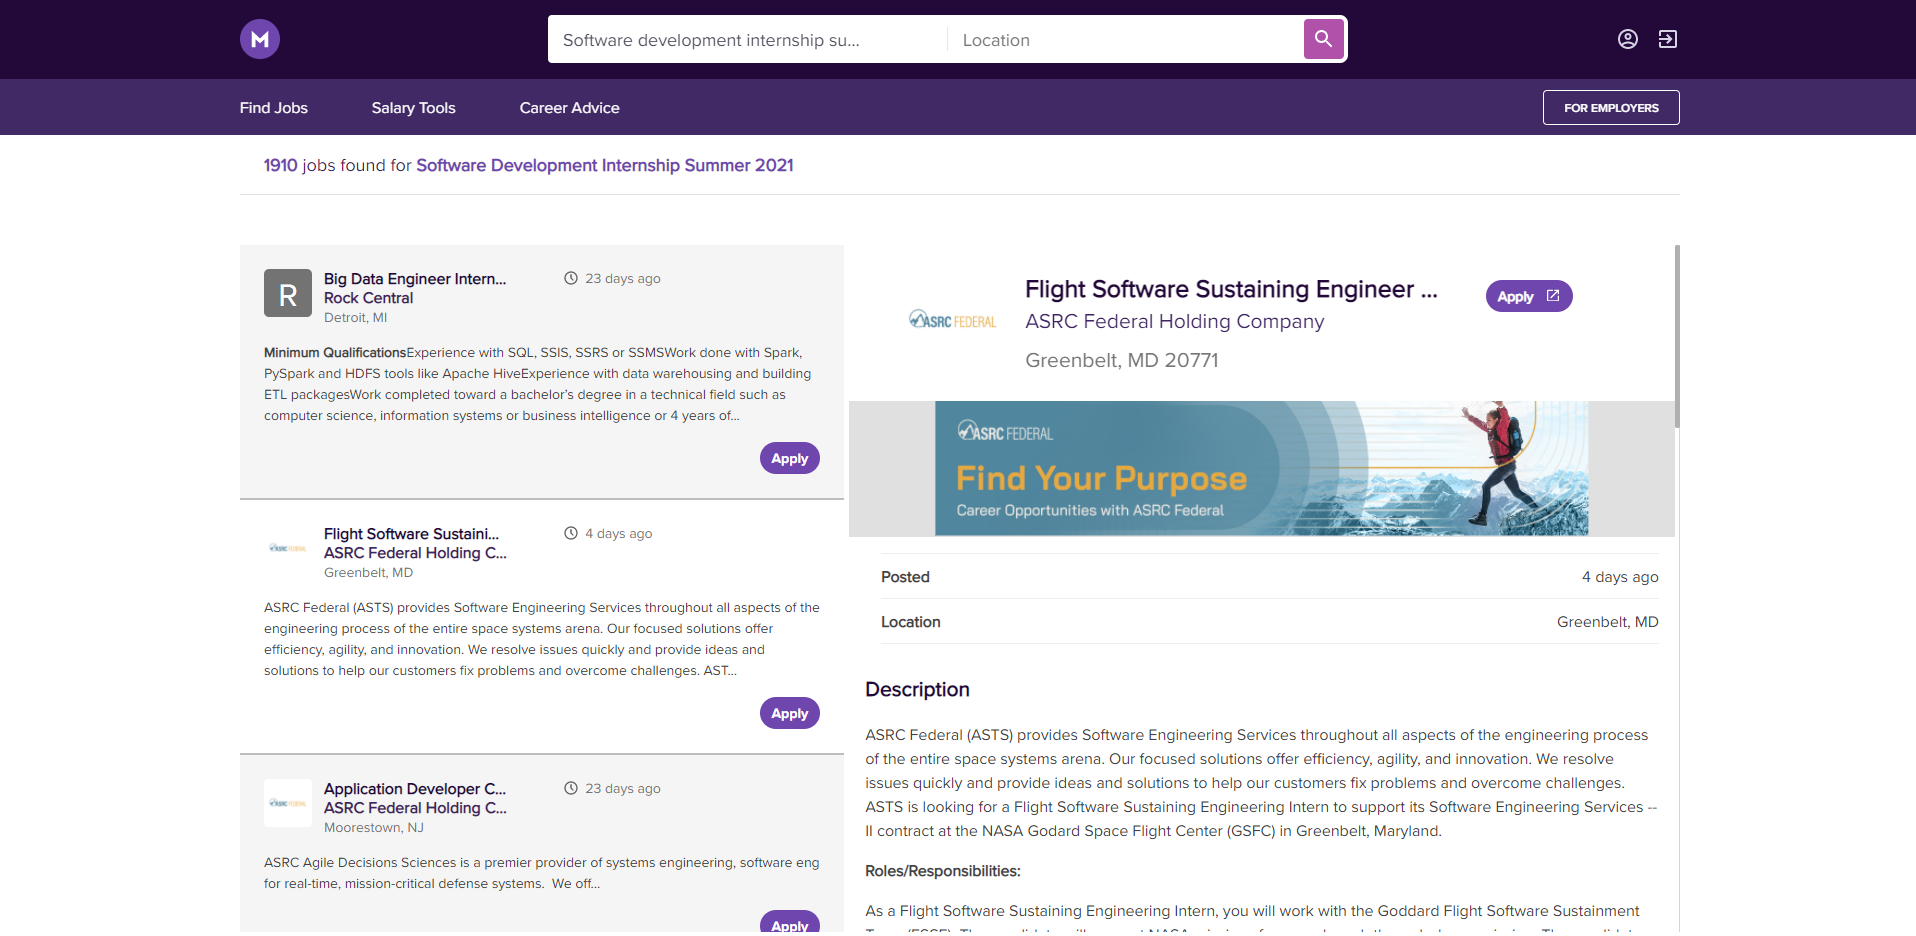 M
Software development internship su...
Location
Find Jobs
Salary Tools
Career Advice
FOR EMPLOYERS
1910 jobs found for Software Development Internship Summer 2021
R
Big Data Engineer Intern...
23 days ago
Rock Central
Detroit, MI
Minimum QualificationsExperience with SQL, SSIS, SSRS or SSMSWork done with Spark,
PySpark and HDFS tools like Apache HiveExperience with data warehousing and building
ETL packagesWork completed toward a bachelor’s degree in a technical field such as
computer science, information systems or business intelligence or 4 years of...
Apply
ASRC FEDERAL
Flight Software Sustaini...
4 days ago
ASRC Federal Holding C...
Greenbelt, MD
ASRC Federal (ASTS) provides Software Engineering Services throughout all aspects of the
engineering process of the entire space systems arena. Our focused solutions offer
efficiency, agility, and innovation. We resolve issues quickly and provide ideas and
solutions to help our customers fix problems and overcome challenges. AST...
Apply
ASRC FEDERAL
Application Developer C...
23 days ago
ASRC Federal Holding C...
Moorestown, NJ
ASRC Agile Decisions Sciences is a premier provider of systems engineering, software eng
for real-time, mission-critical defense systems.  We off...
Apply
ASRC FEDERAL
Flight Software Sustaining Engineer ...
Apply
ASRC Federal Holding Company
Greenbelt, MD 20771
ASRC FEDERAL
Find Your Purpose
Career Opportunities with ASRC Federal
Posted
4 days ago
Location
Greenbelt, MD
Description
ASRC Federal (ASTS) provides Software Engineering Services throughout all aspects of the engineering process
of the entire space systems arena. Our focused solutions offer efficiency, agility, and innovation. We resolve
issues quickly and provide ideas and solutions to help our customers fix problems and overcome challenges.
ASTS is looking for a Flight Software Sustaining Engineering Intern to support its Software Engineering Services --
II contract at the NASA Godard Space Flight Center (GSFC) in Greenbelt, Maryland.
Roles/Responsibilities:
As a Flight Software Sustaining Engineering Intern, you will work with the Goddard Flight Software Sustainment